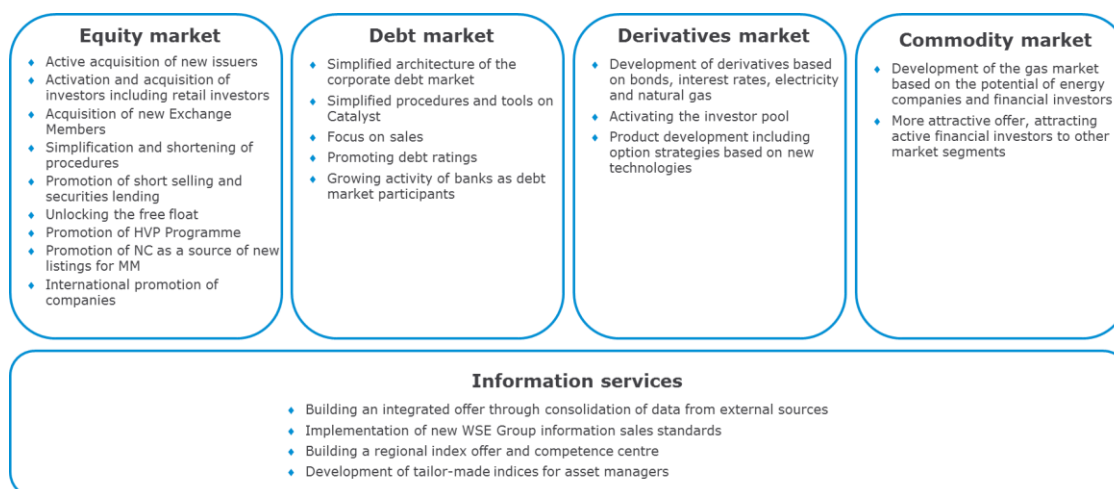 Equity market
♦ Active acquisition of new issuers
♦ Activation and acquisition of
investors including retail investors
♦ Acquisition of new Exchange
Members
♦ Simplification and shortening of
procedures
♦ Promotion of short selling and
securities lending
♦ Unlocking the free float
♦ Promotion of HVP Programme
♦ Promotion of NC as a source of new
listings for MM
♦ International promotion of
companies
Debt market
♦ Simplified architecture of the
corporate debt market
♦ Simplified procedures and tools on
Catalyst
♦ Focus on sales
♦ Promoting debt ratings
♦ Growing activity of banks as debt
market participants
Derivatives market
♦ Development of derivatives based
on bonds, interest rates, electricity
and natural gas
♦ Activating the investor pool
♦ Product development including
option strategies based on new
technologies
Commodity market
♦ Development of the gas market
based on the potential of energy
companies and financial investors
♦ More attractive offer, attracting
active financial investors to other
market segments
Information services
♦ Building an integrated offer through consolidation of data from external sources
♦ Implementation of new WSE Group information sales standards
♦ Building a regional index offer and competence centre
♦ Development of tailor-made indices for asset managers